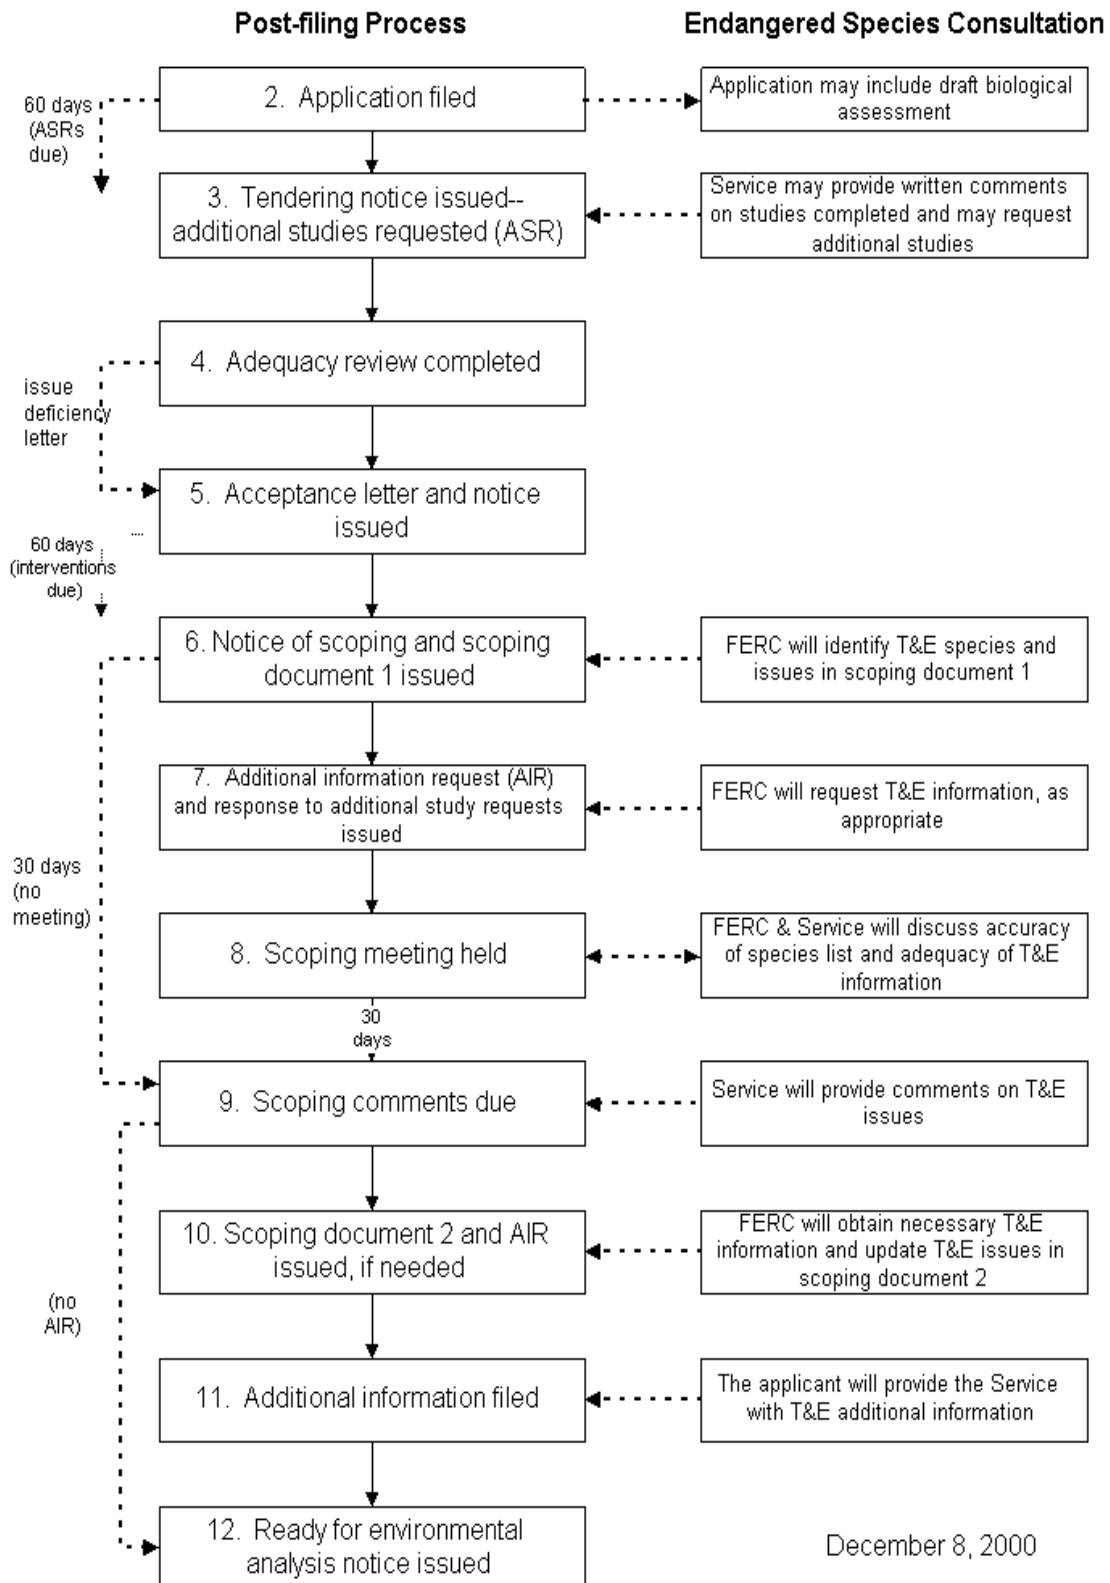 Post-filing Process
Endangered Species Consultation
60 days
(ASRs
due)
2. Application filed
Application may include draft biological
assessment
3. Tendering notice issued--
additional studies requested (ASR)
Service may provide written comments
on studies completed and may request
additional studies
4. Adequacy review completed
issue
deficiency
letter
5. Acceptance letter and notice
issued
60 days
(interventions
due)
6. Notice of scoping and scoping
document 1 issued
FERC will identify T&E species and
issues in scoping document 1
7. Additional information request (AIR)
and response to additional study requests
issued
FERC will request T&E information, as
appropriate
30 days
(no
meeting)
8. Scoping meeting held
FERC & Service will discuss accuracy
of species list and adequacy of T&E
information
30
days
9. Scoping comments due
Service will provide comments on T&E
issues
10. Scoping document 2 and AIR
issued, if needed
FERC will obtain necessary T&E
information and update T&E issues in
scoping document 2
(no
AIR)
11. Additional information filed
The applicant will provide the Service
with T&E additional information
12. Ready for environmental
analysis notice issued
December 8, 2000